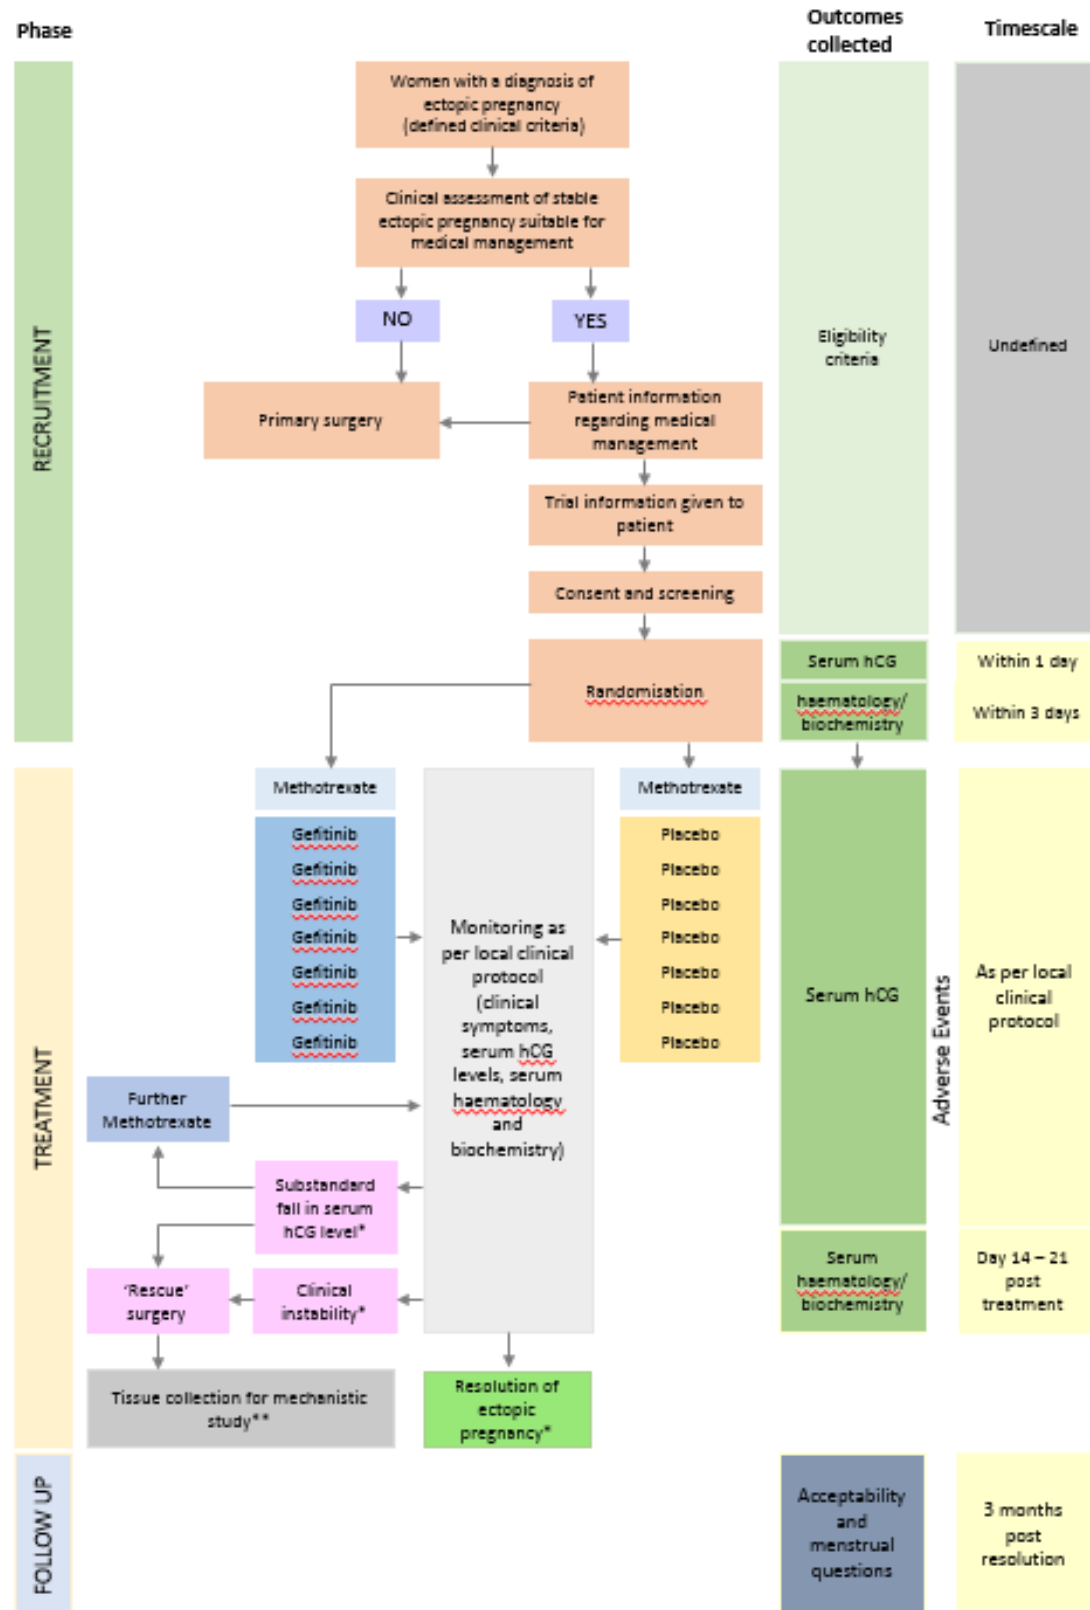 Phase
Outcomes
collected
Timescale
RECRUITMENT
Women with a diagnosis of
ectopic pregnancy
(defined clinical criteria)
Clinical assessment of stable
ectopic pregnancy suitable for
medical management
NO
YES
Primary surgery
Patient information
regarding medical
management
Trial information given to
patient
Consent and screening
Randomisation
Eligibility
criteria
Undefined
Serum hCG
Within 1 day
haematology/
biochemistry
Within 3 days
TREATMENT
Methotrexate
Gefitinib
Gefitinib
Gefitinib
Gefitinib
Gefitinib
Gefitinib
Gefitinib
Monitoring as
per local clinical
protocol
(clinical
symptoms,
serum hCG
levels, serum
haematology
and
biochemistry)
Methotrexate
Placebo
Placebo
Placebo
Placebo
Placebo
Placebo
Placebo
Serum hCG
Adverse Events
As per local
clinical
protocol
Further
Methotrexate
Substandard
fall in serum
hCG level*
'Rescue'
surgery
Clinical
instability*
Serum
haematology/
biochemistry
Day 14 – 21
post
treatment
Tissue collection for mechanistic
study**
Resolution of
ectopic
pregnancy*
FOLLOW UP
Acceptability
and
menstrual
questions
3 months
post
resolution